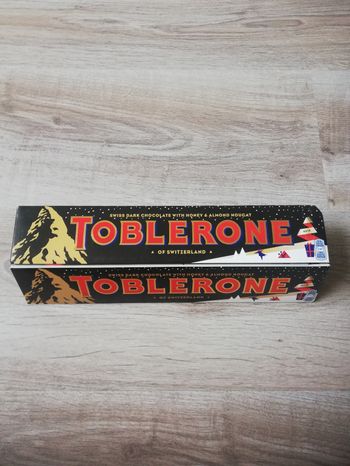 SWISS DARK CHOCOLATE WITH HONEY & ALMOND NOUGAT
TOBLERONE
OF SWITZERLAND
SWISS DARK CHOCOLATE WITH HONEY & ALMOND NOUGAT
TOBLERONE
OF SWITZERLAND